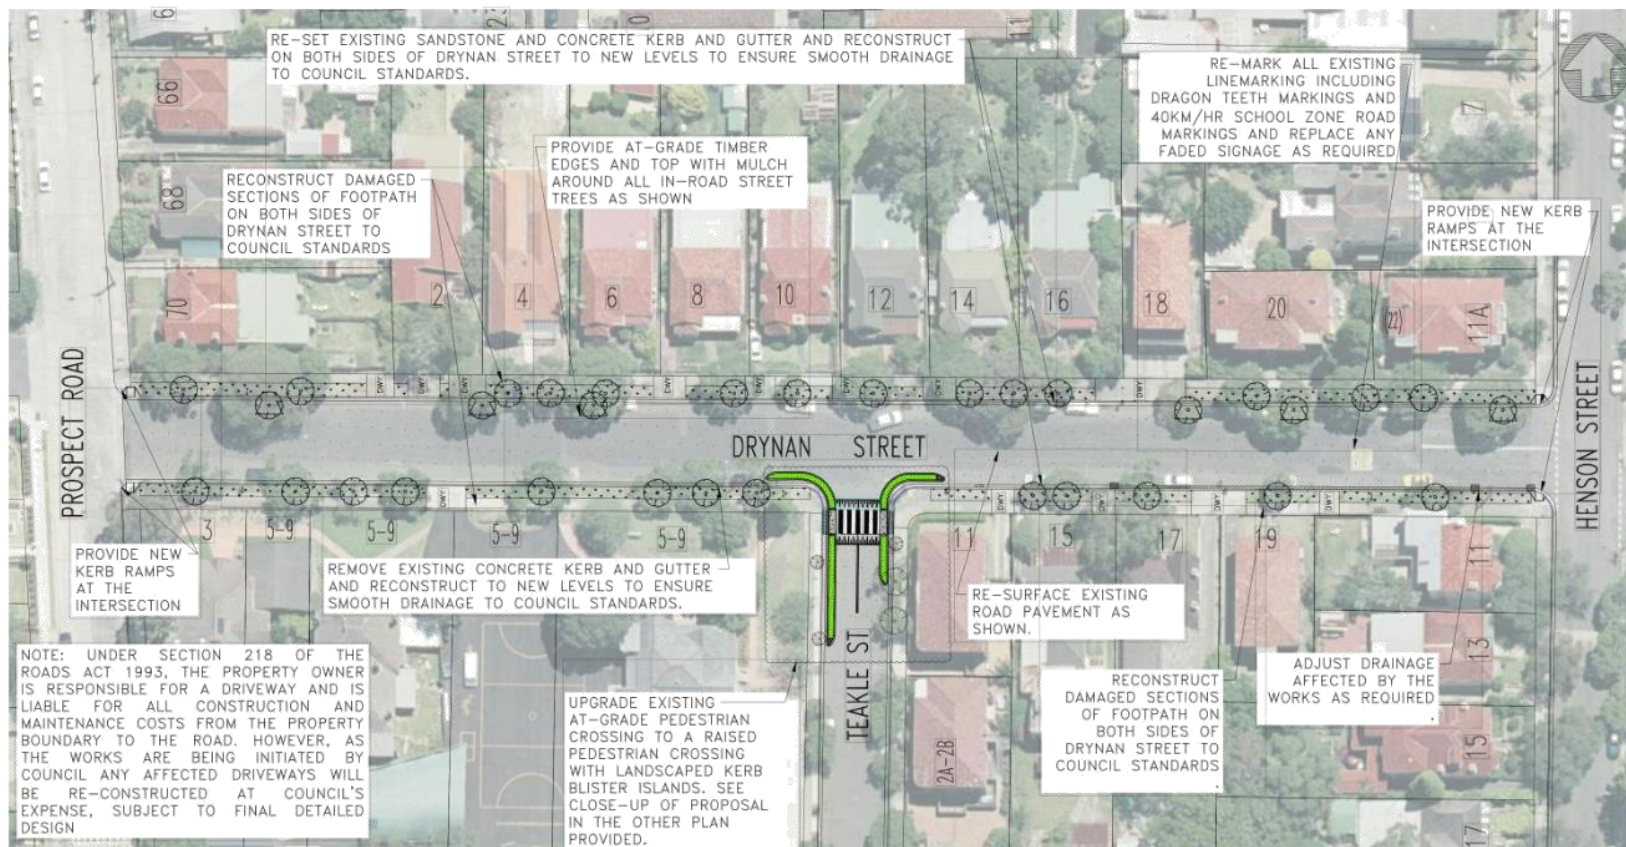 RE-SET EXISTING SANDSTONE AND CONCRETE KERB AND GUTTER AND RECONSTRUCT
ON BOTH SIDES OF DRYNAN STREET TO NEW LEVELS TO ENSURE SMOOTH DRAINAGE
TO COUNCIL STANDARDS.
RE-MARK ALL EXISTING
LINEMARKING INCLUDING
DRAGON TEETH MARKINGS AND
40KM/HR SCHOOL ZONE ROAD
MARKINGS AND REPLACE ANY
FADED SIGNAGE AS REQUIRED
PROVIDE AT-GRADE TIMBER
EDGES AND TOP WITH MULCH
AROUND ALL IN-ROAD STREET
TREES AS SHOWN
RECONSTRUCT DAMAGED
SECTIONS OF FOOTPATH
ON BOTH SIDES OF
DRYNAN STREET TO
COUNCIL STANDARDS
PROVIDE NEW KERB
RAMPS AT THE
INTERSECTION
66
68
70
2
4
6
8
10
12
14
16
18
20
(22)
11A
7
DWY
DWY
DWY
DWY
DWY
DWY
PROSPECT ROAD
DRYNAN STREET
HENSON STREET
DWY
DWY
DWY
DWY
3
5-9
5-9
5-9
5-9
11
15
17
19
11
13
15
17
2A-2B
TEAKLE ST
PROVIDE NEW
KERB RAMPS
AT THE
INTERSECTION
REMOVE EXISTING CONCRETE KERB AND GUTTER
AND RECONSTRUCT TO NEW LEVELS TO ENSURE
SMOOTH DRAINAGE TO COUNCIL STANDARDS.
RE-SURFACE EXISTING
ROAD PAVEMENT AS
SHOWN.
NOTE: UNDER SECTION 218 OF THE
ROADS ACT 1993, THE PROPERTY OWNER
IS RESPONSIBLE FOR A DRIVEWAY AND IS
LIABLE FOR ALL CONSTRUCTION AND
MAINTENANCE COSTS FROM THE PROPERTY
BOUNDARY TO THE ROAD. HOWEVER, AS
THE WORKS ARE BEING INITIATED BY
COUNCIL ANY AFFECTED DRIVEWAYS WILL
BE RE-CONSTRUCTED AT COUNCIL'S
EXPENSE, SUBJECT TO FINAL DETAILED
DESIGN
UPGRADE EXISTING
AT-GRADE PEDESTRIAN
CROSSING TO A RAISED
PEDESTRIAN CROSSING
WITH LANDSCAPED KERB
BLISTER ISLANDS. SEE
CLOSE-UP OF PROPOSAL
IN THE OTHER PLAN
PROVIDED.
RECONSTRUCT
DAMAGED SECTIONS
OF FOOTPATH ON
BOTH SIDES OF
DRYNAN STREET TO
COUNCIL STANDARDS
.
ADJUST DRAINAGE
AFFECTED BY THE
WORKS AS REQUIRED
.